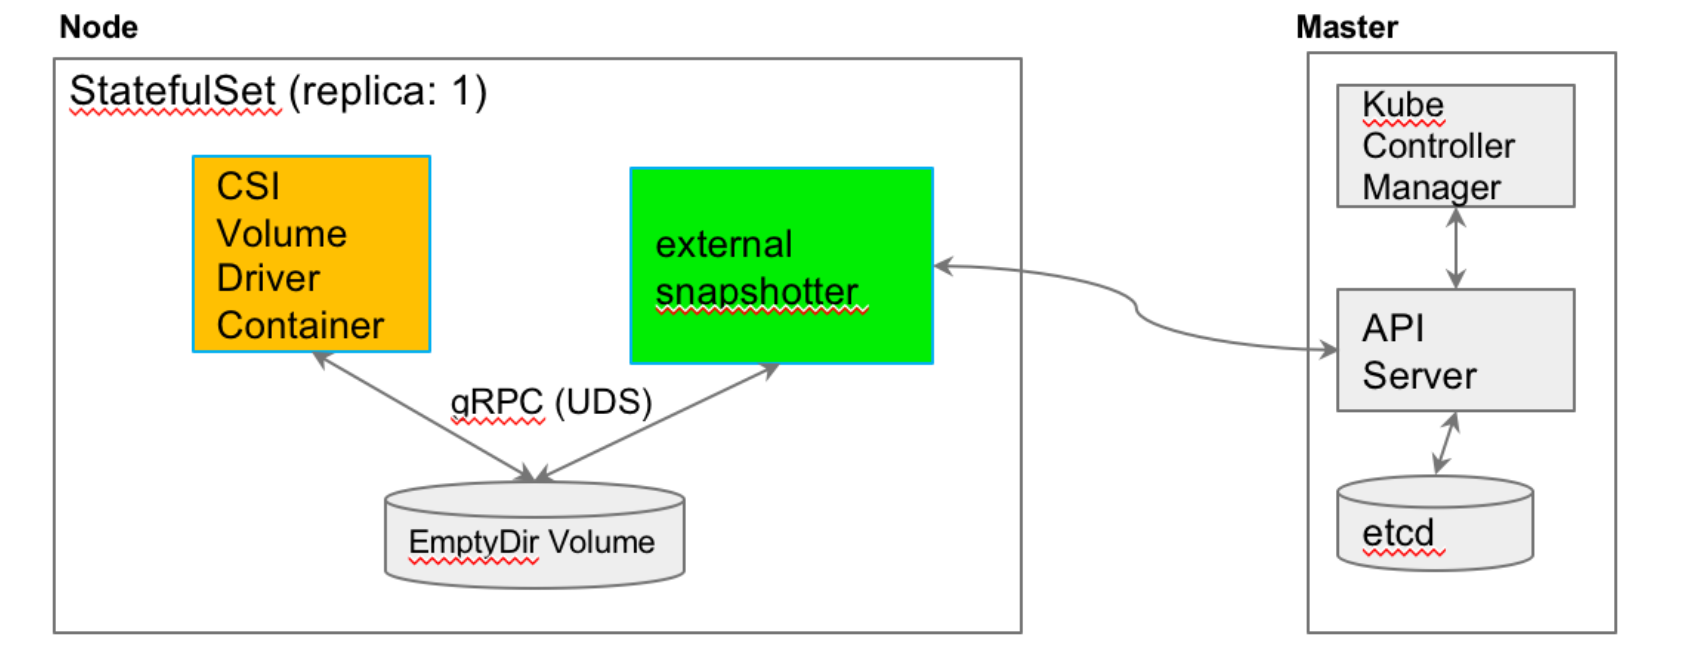 Node
StatefulSet (replica: 1)
CSI
Volume
Driver
Container
external
snapshotter
gRPC (UDS)
EmptyDir Volume
Master
Kube
Controller
Manager
API
Server
etcd